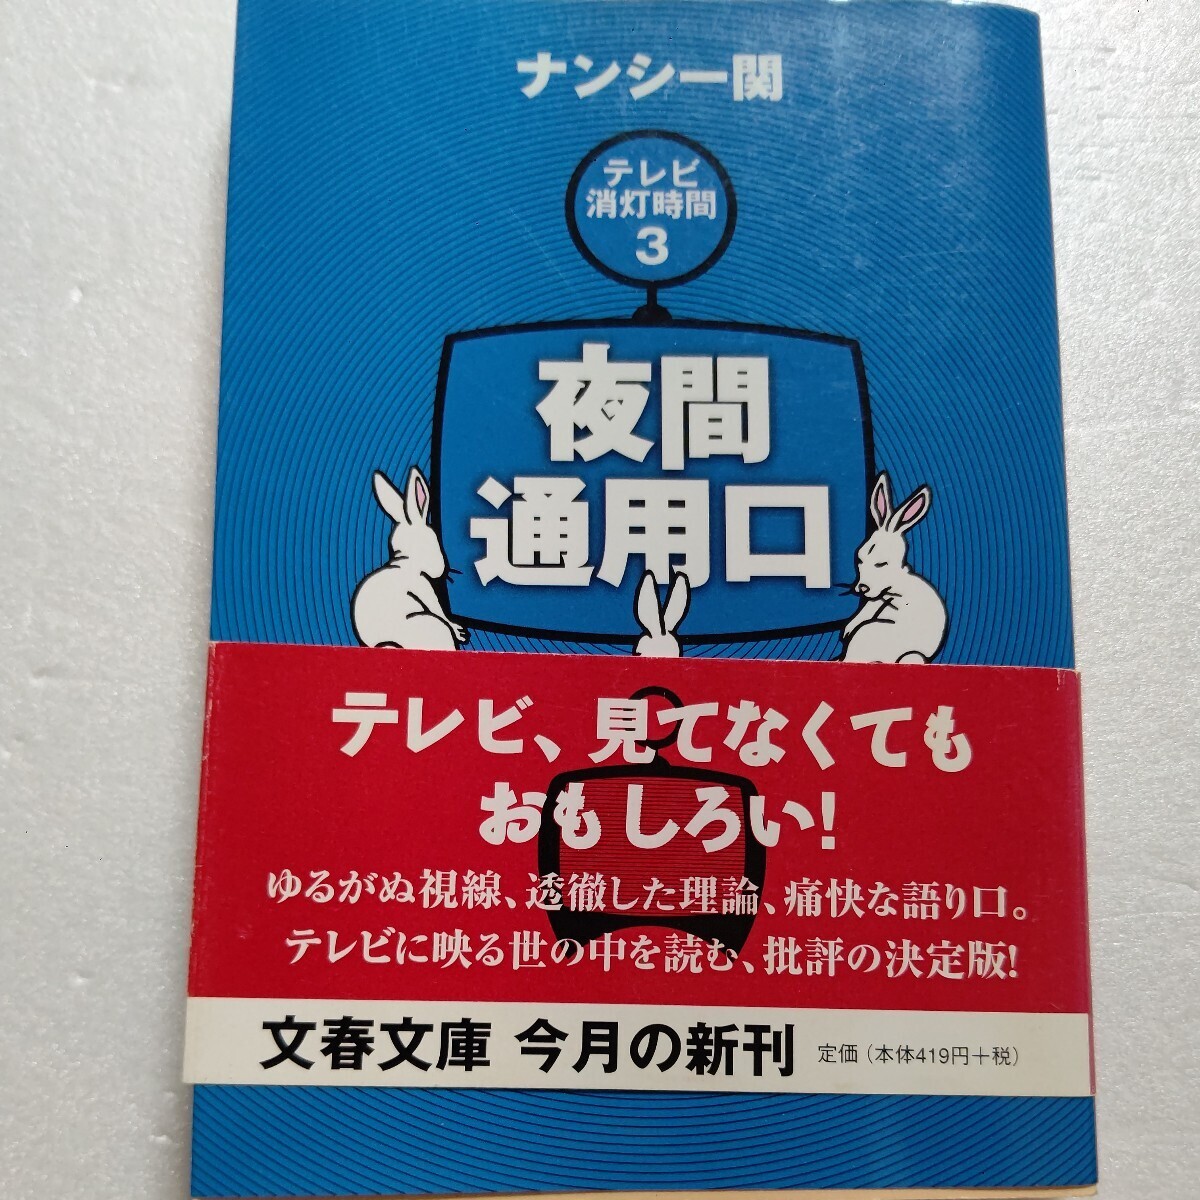 ナンシー関
テレビ
消灯時間
3
夜間
通用口
テレビ、見てなくても
おもしろい!
ゆるがぬ視線、透徹した理論、痛快な語り口。
テレビに映る世の中を読む、批評の決定版!
文春文庫 今月の新刊 定価（本体419円+税）